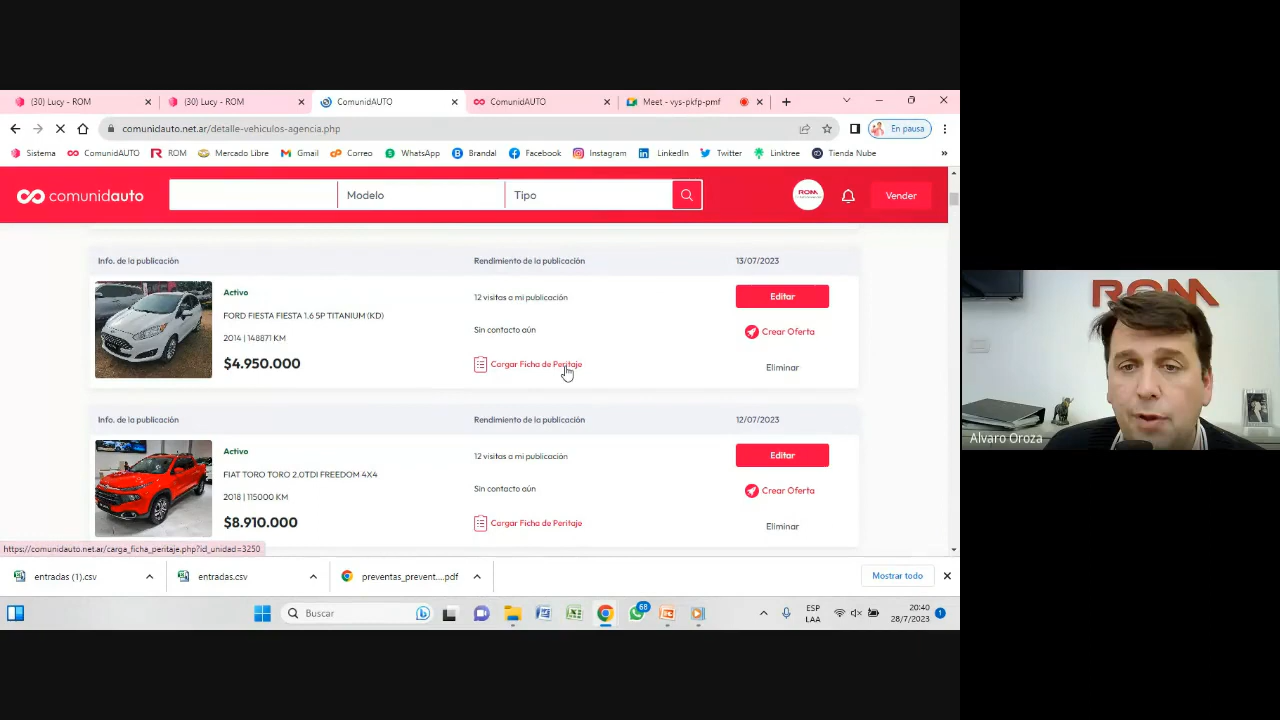 (30) Lucy - ROM
(30) Lucy - ROM
ComunidAUTO
ComunidAUTO
Meet - vys-pkfp-pmf
comunidauto.net.ar/detalle-vehiculos-agencia.php
En pausa
Sistema
ComunidAUTO
ROM
Mercado Libre
Gmail
Correo
WhatsApp
Brandal
Facebook
Instagram
LinkedIn
Twitter
Linktree
Tienda Nube
»
comunidauto
Modelo
Tipo
ROM
Vender
Info. de la publicación
Rendimiento de la publicación
13/07/2023
Activo
12 visitas a mi publicación
Editar
FORD FIESTA FIESTA 1.6 5P TITANIUM (KD)
Sin contacto aún
Crear Oferta
2014 | 148871 KM
$4.950.000
Cargar Ficha de Peritaje
Eliminar
Info. de la publicación
Rendimiento de la publicación
12/07/2023
Activo
12 visitas a mi publicación
Editar
FIAT TORO TORO 2.0TDI FREEDOM 4X4
Sin contacto aún
Crear Oferta
2018 | 115000 KM
$8.910.000
Cargar Ficha de Peritaje
Eliminar
https://comunidauto.net.ar/carga_ficha_peritaje.php?id_unidad=3250
entradas (1).csv
entradas.csv
preventas_prevent....pdf
Mostrar todo
Buscar
68
ESP
LAA
20:40
28/7/2023
1
ROM
Alvaro Oroza